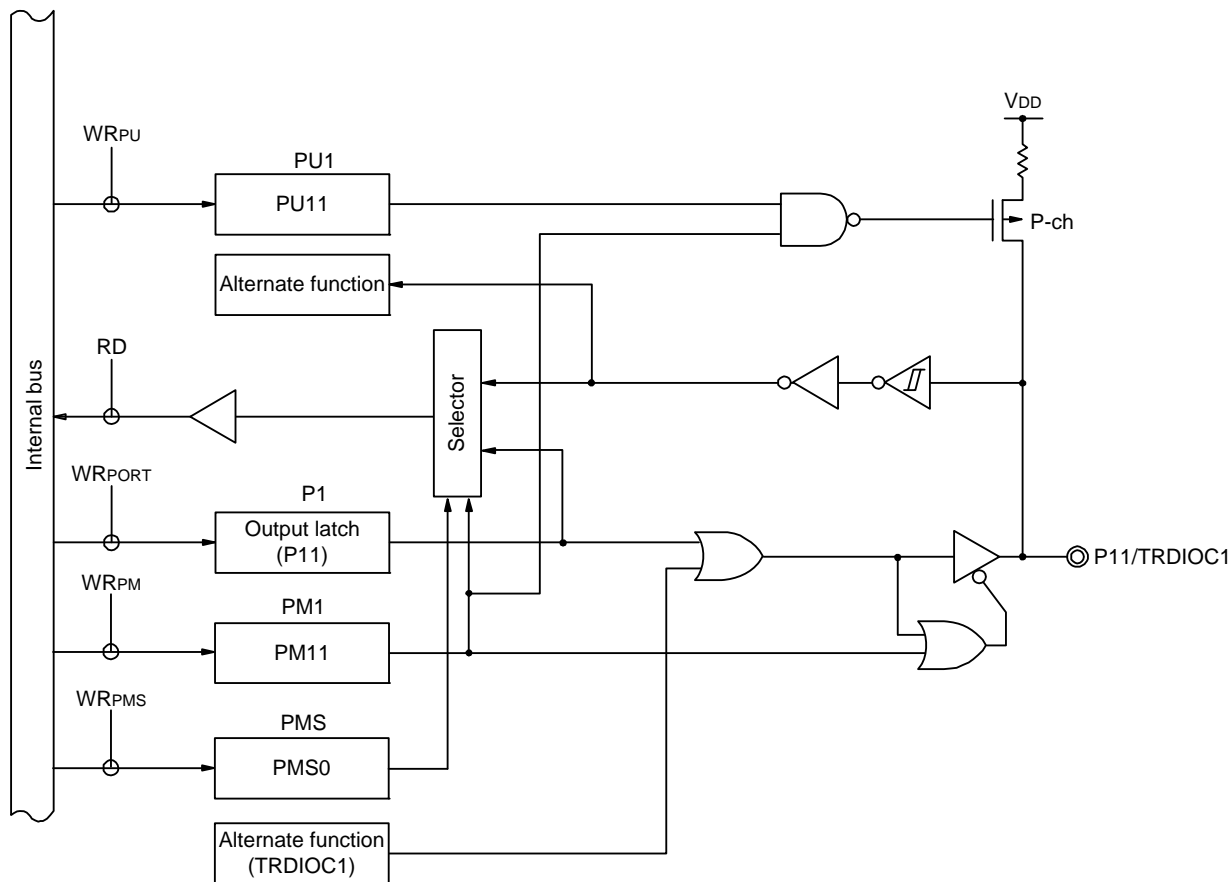 VDD
WRPU
PU1
PU11
P-ch
Alternate function
RD
Selector
Internal bus
WRPORT
P1
Output latch
(P11)
P11/TRDIOC1
WRPM
PM1
PM11
WRPMS
PMS
PMS0
Alternate function
(TRDIOC1)